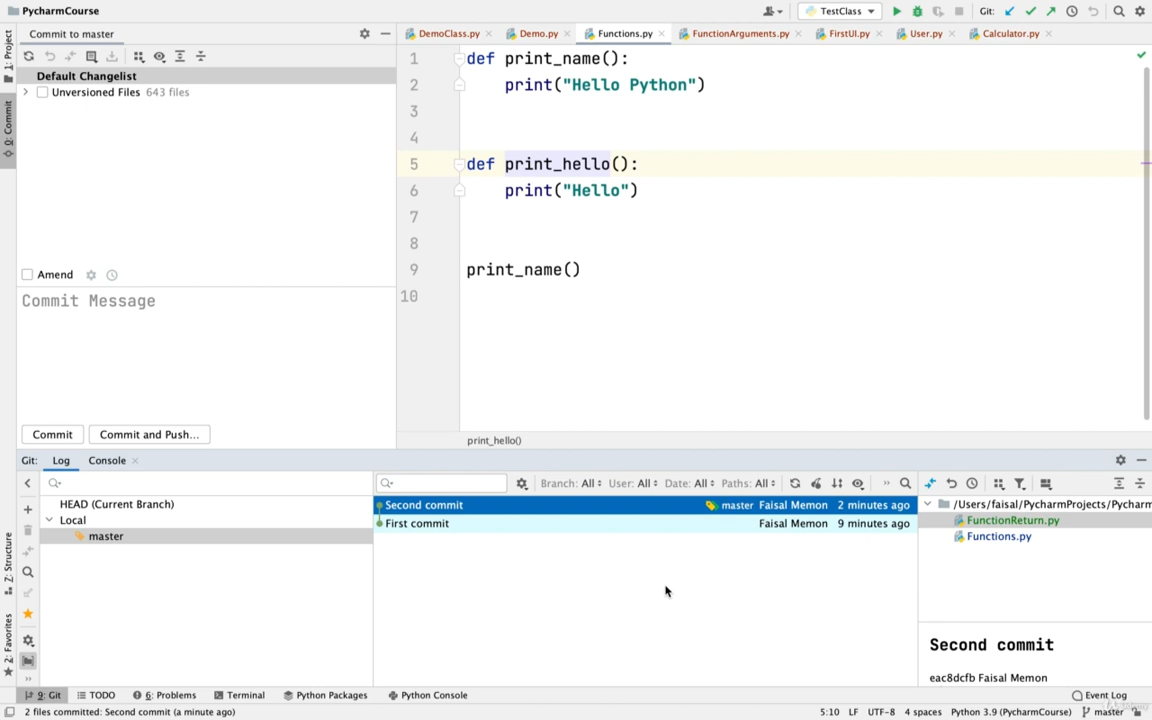 PycharmCourse
TestClass
Git:
Commit to master
DemoClass.py
Demo.py
Functions.py
FunctionArguments.py
FirstUI.py
User.py
Calculator.py
1: Project
0: Commit
Default Changelist
Unversioned Files 643 files
1 def print_name():
2 print("Hello Python")
3
4
5 def print_hello():
6 print("Hello")
7
8
9 print_name()
10
Amend
Commit Message
Commit
Commit and Push...
print_hello()
Git: Log Console
Branch: All User: All Date: All Paths: All
HEAD (Current Branch)
Local
master
Second commit master Faisal Memon 2 minutes ago
First commit Faisal Memon 9 minutes ago
/Users/faisal/PycharmProjects/Pycharm
FunctionReturn.py
Functions.py
Second commit
eac8dcfb Faisal Memon
Z: Structure
2: Favorites
9: Git TODO 6: Problems Terminal Python Packages Python Console Event Log
2 files committed: Second commit (a minute ago)
5:10 LF UTF-8 4 spaces Python 3.9 (PycharmCourse) master